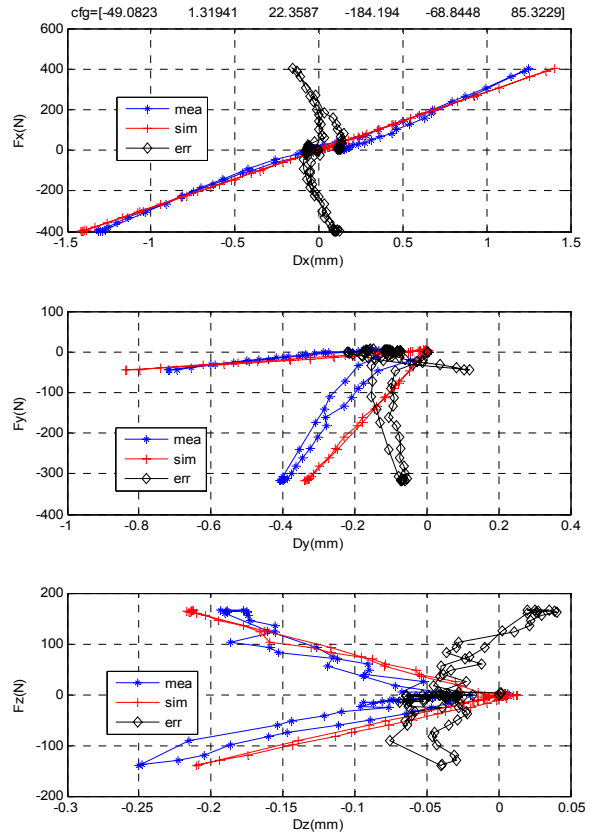 cfg=[-49.0823 1.31941 22.3587 -184.194 -68.8448 85.3229]
600
400
200
0
-200
-400
Fx(N)
mea
sim
err
-1.5 -1 -0.5 0 0.5 1 1.5
Dx(mm)
100
0
-100
-200
-300
-400
Fy(N)
mea
sim
err
-1 -0.8 -0.6 -0.4 -0.2 0 0.2 0.4
Dy(mm)
200
100
0
-100
-200
Fz(N)
mea
sim
err
-0.3 -0.25 -0.2 -0.15 -0.1 -0.05 0 0.05
Dz(mm)